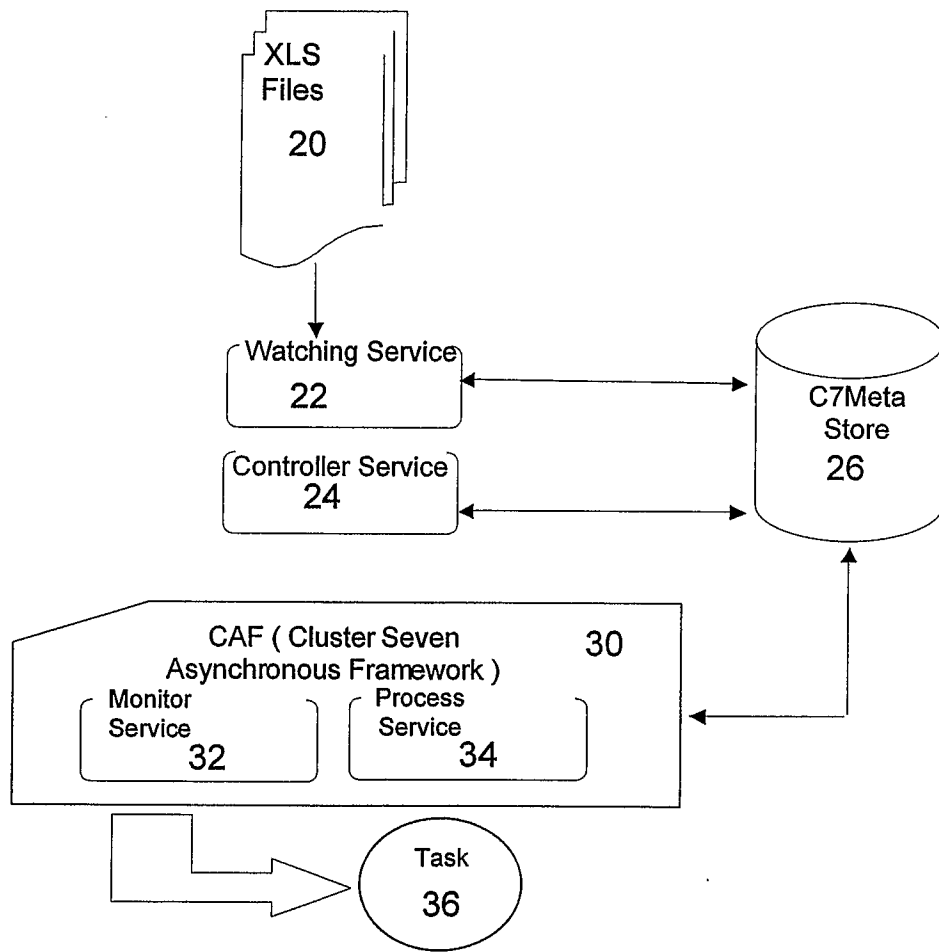 XLS
Files
20
Watching Service
22
Controller Service
24
C7Meta
Store
26
CAF ( Cluster Seven
Asynchronous Framework )
30
Monitor
Service
32
Process
Service
34
Task
36